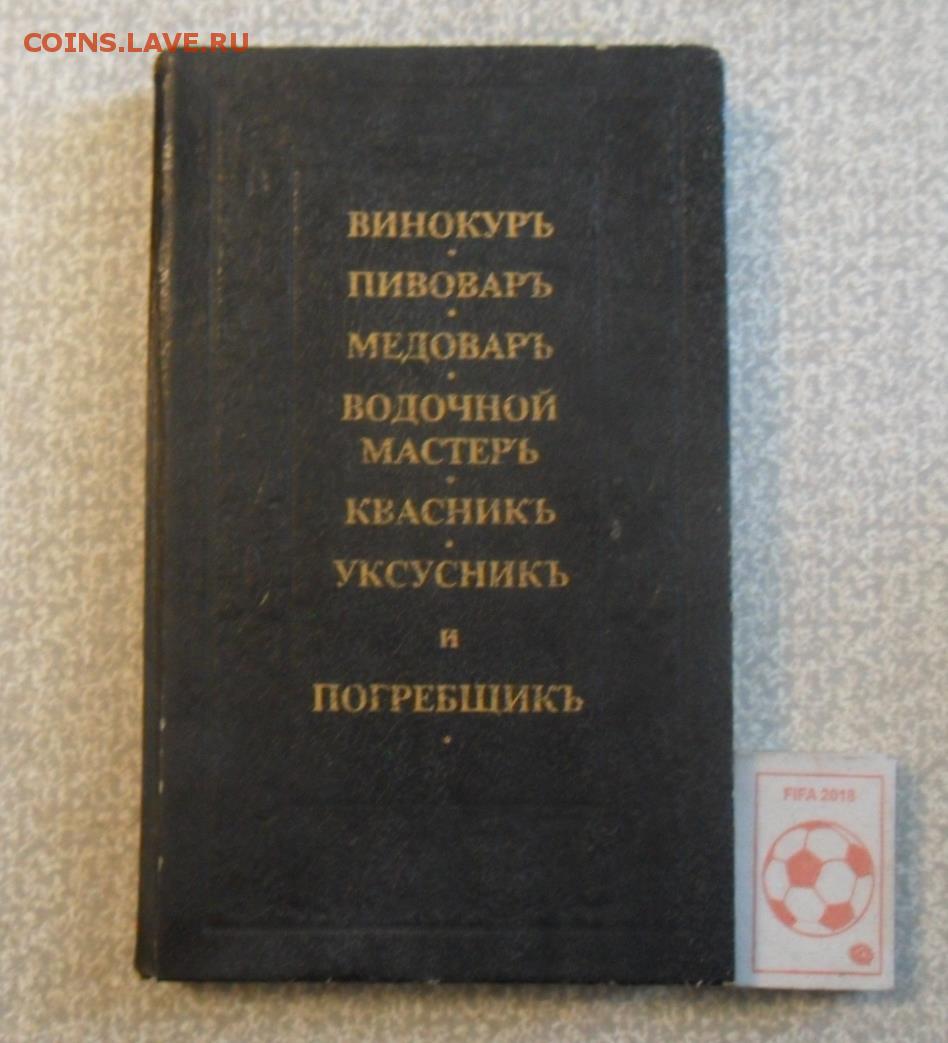 COINS.LAVE.RU
ВИНОКУРЪ
ПИВОВАРЪ
МЕДОВАРЪ
ВОДОЧНОЙ
МАСТЕРЪ
КВАСНИКЪ
УКСУСНИКЪ
И
ПОГРЕБЩИКЪ
FIFA 2018